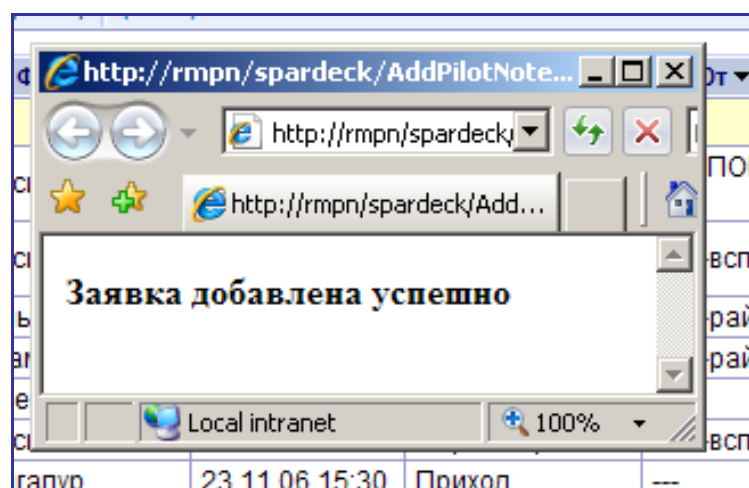 http://rmpn/spardeck/AddPilotNote...
От
http://rmpn/spardeck/
http://rmpn/spardeck/Add...
Заявка добавлена успешно
Local intranet
100%
23.11.06 15:30 Приход ---